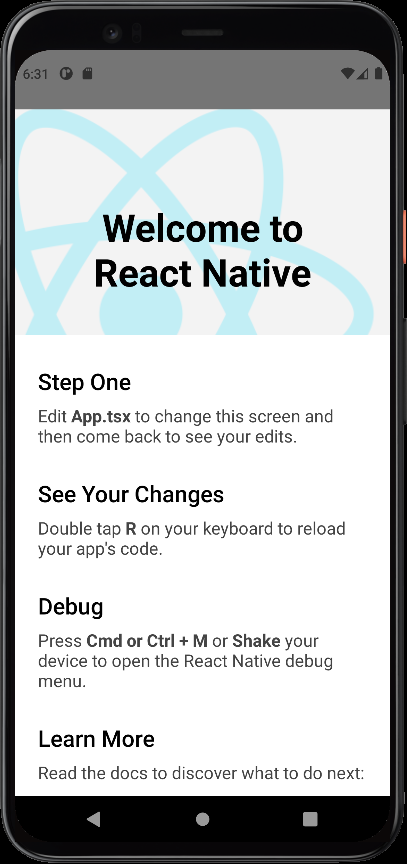 6:31
Welcome to
React Native
Step One
Edit App.tsx to change this screen and
then come back to see your edits.
See Your Changes
Double tap R on your keyboard to reload
your app's code.
Debug
Press Cmd or Ctrl + M or Shake your
device to open the React Native debug
menu.
Learn More
Read the docs to discover what to do next: